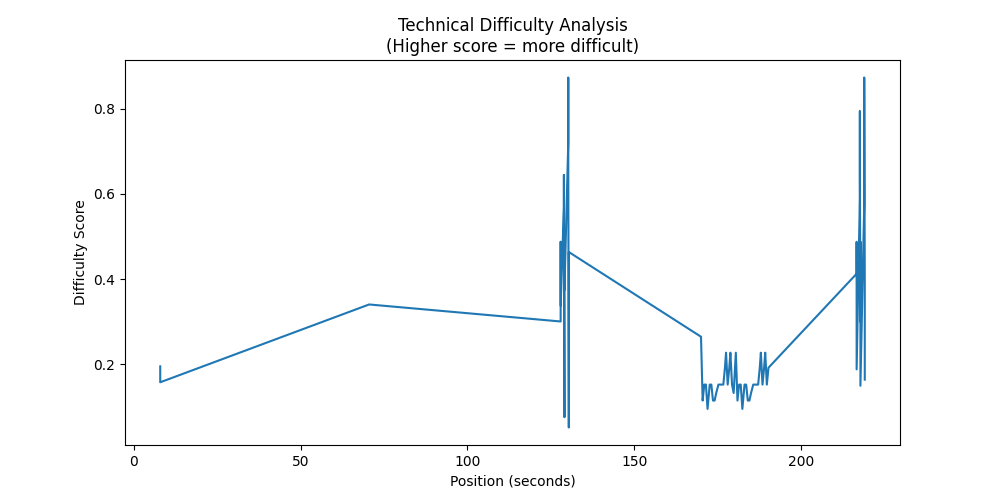 Technical Difficulty Analysis
(Higher score = more difficult)
0.8
0.6
0.4
0.2
Difficulty Score
0 50 100 150 200
Position (seconds)